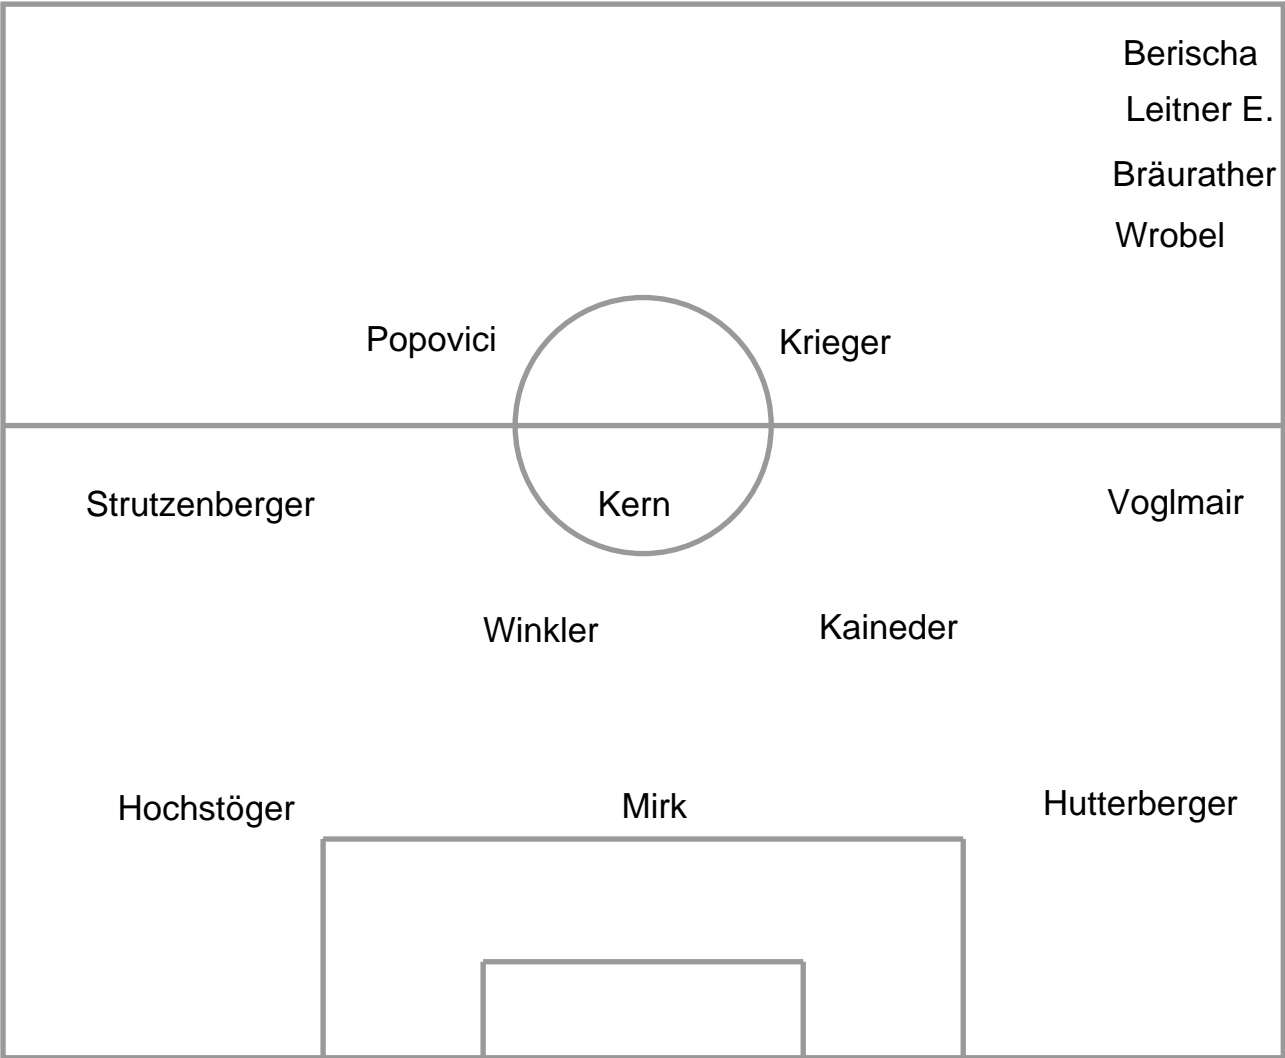 Berischa
Leitner E.
Bräurather
Wrobel
Popovici Krieger
Strutzenberger Kern Voglmair
Winkler Kaineder
Hochstöger Mirk Hutterberger